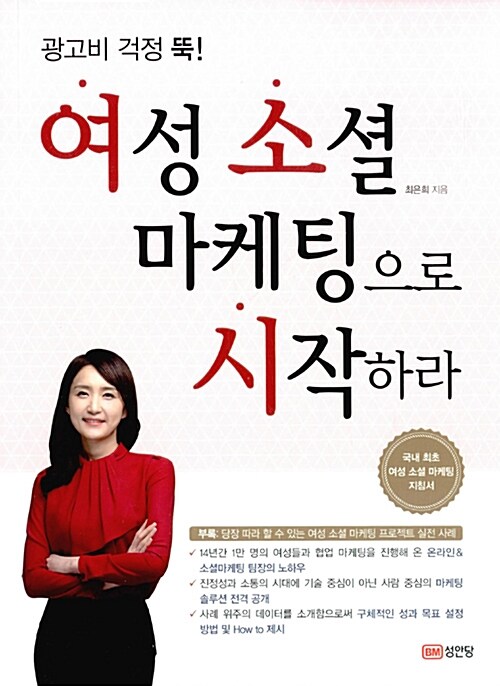 광고비 걱정 뚝!
여성 소셜
최은희 지음
마케팅으로
시작하라
국내 최초
여성 소셜 마케팅
지침서
부록: 당장 따라 할 수 있는 여성 소셜 마케팅 프로젝트 실전 사례
✓ 14년간 1만 명의 여성들과 협업 마케팅을 진행해 온 온라인&
소셜마케팅 팀장의 노하우
✓ 진정성과 소통의 시대에 기술 중심이 아닌 사람 중심의 마케팅
솔루션 전격 공개
✓ 사례 위주의 데이터를 소개함으로써 구체적인 성과 목표 설정
방법 및 How to 제시
BM 성안당